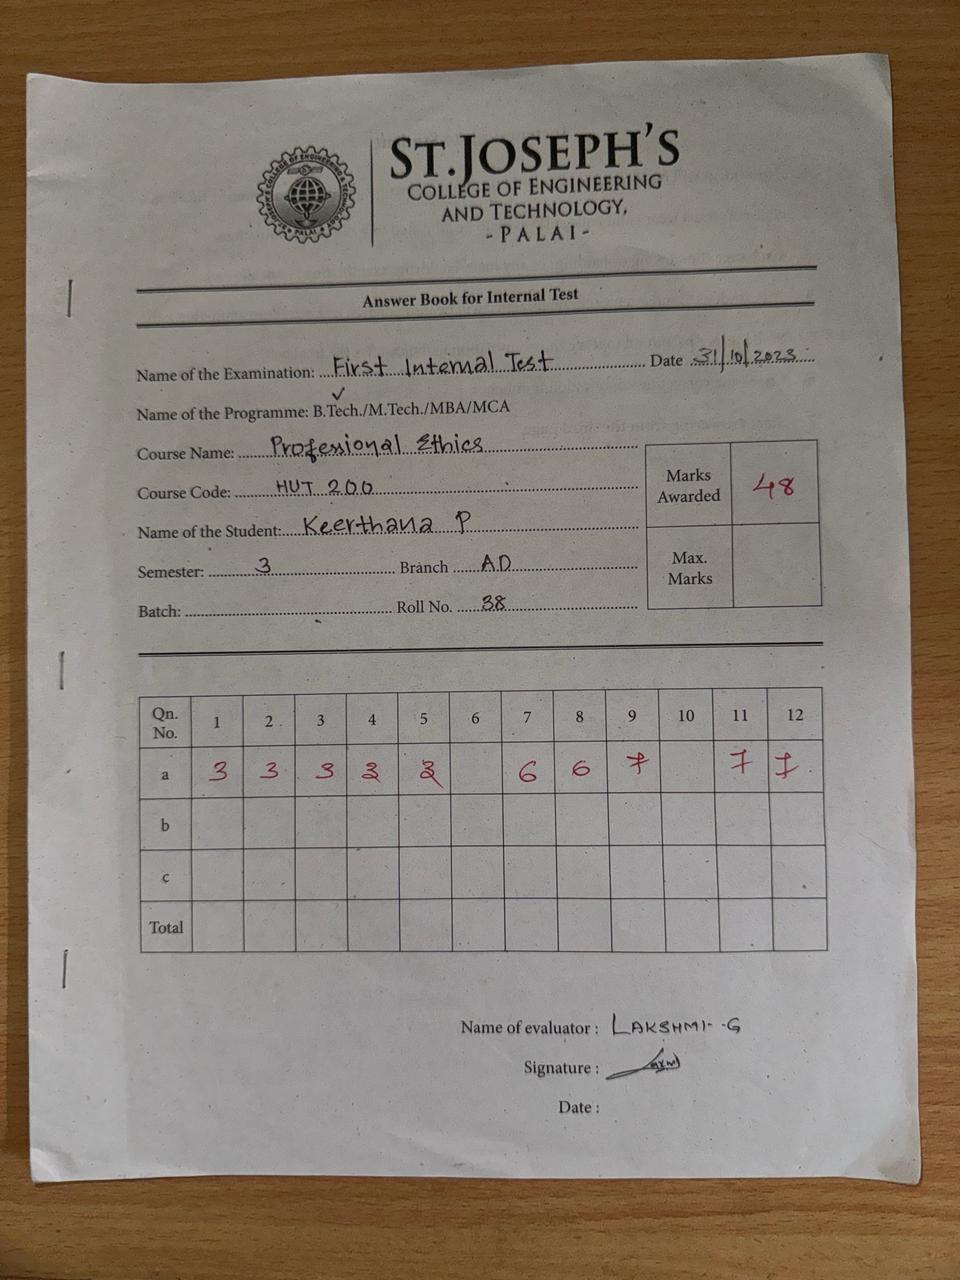 ST.JOSEPH'S
COLLEGE OF ENGINEERING
AND TECHNOLOGY,
- PALAI -
Answer Book for Internal Test
Name of the Examination: First Internal Test Date 31/10/2023
Name of the Programme: B.Tech./M.Tech./MBA/MCA
Course Name: Professional Ethics
Course Code: HUT 200
Marks Awarded 48
Name of the Student: Keerthana P
Semester: 3 Branch AD
Max. Marks
Batch: Roll No. 38
Qn. No. 1 2 3 4 5 6 7 8 9 10 11 12
a 3 3 3 3 3 6 6 7 7 7
b
c
Total
Name of evaluator : LAKSHMI G
Signature :
Date :